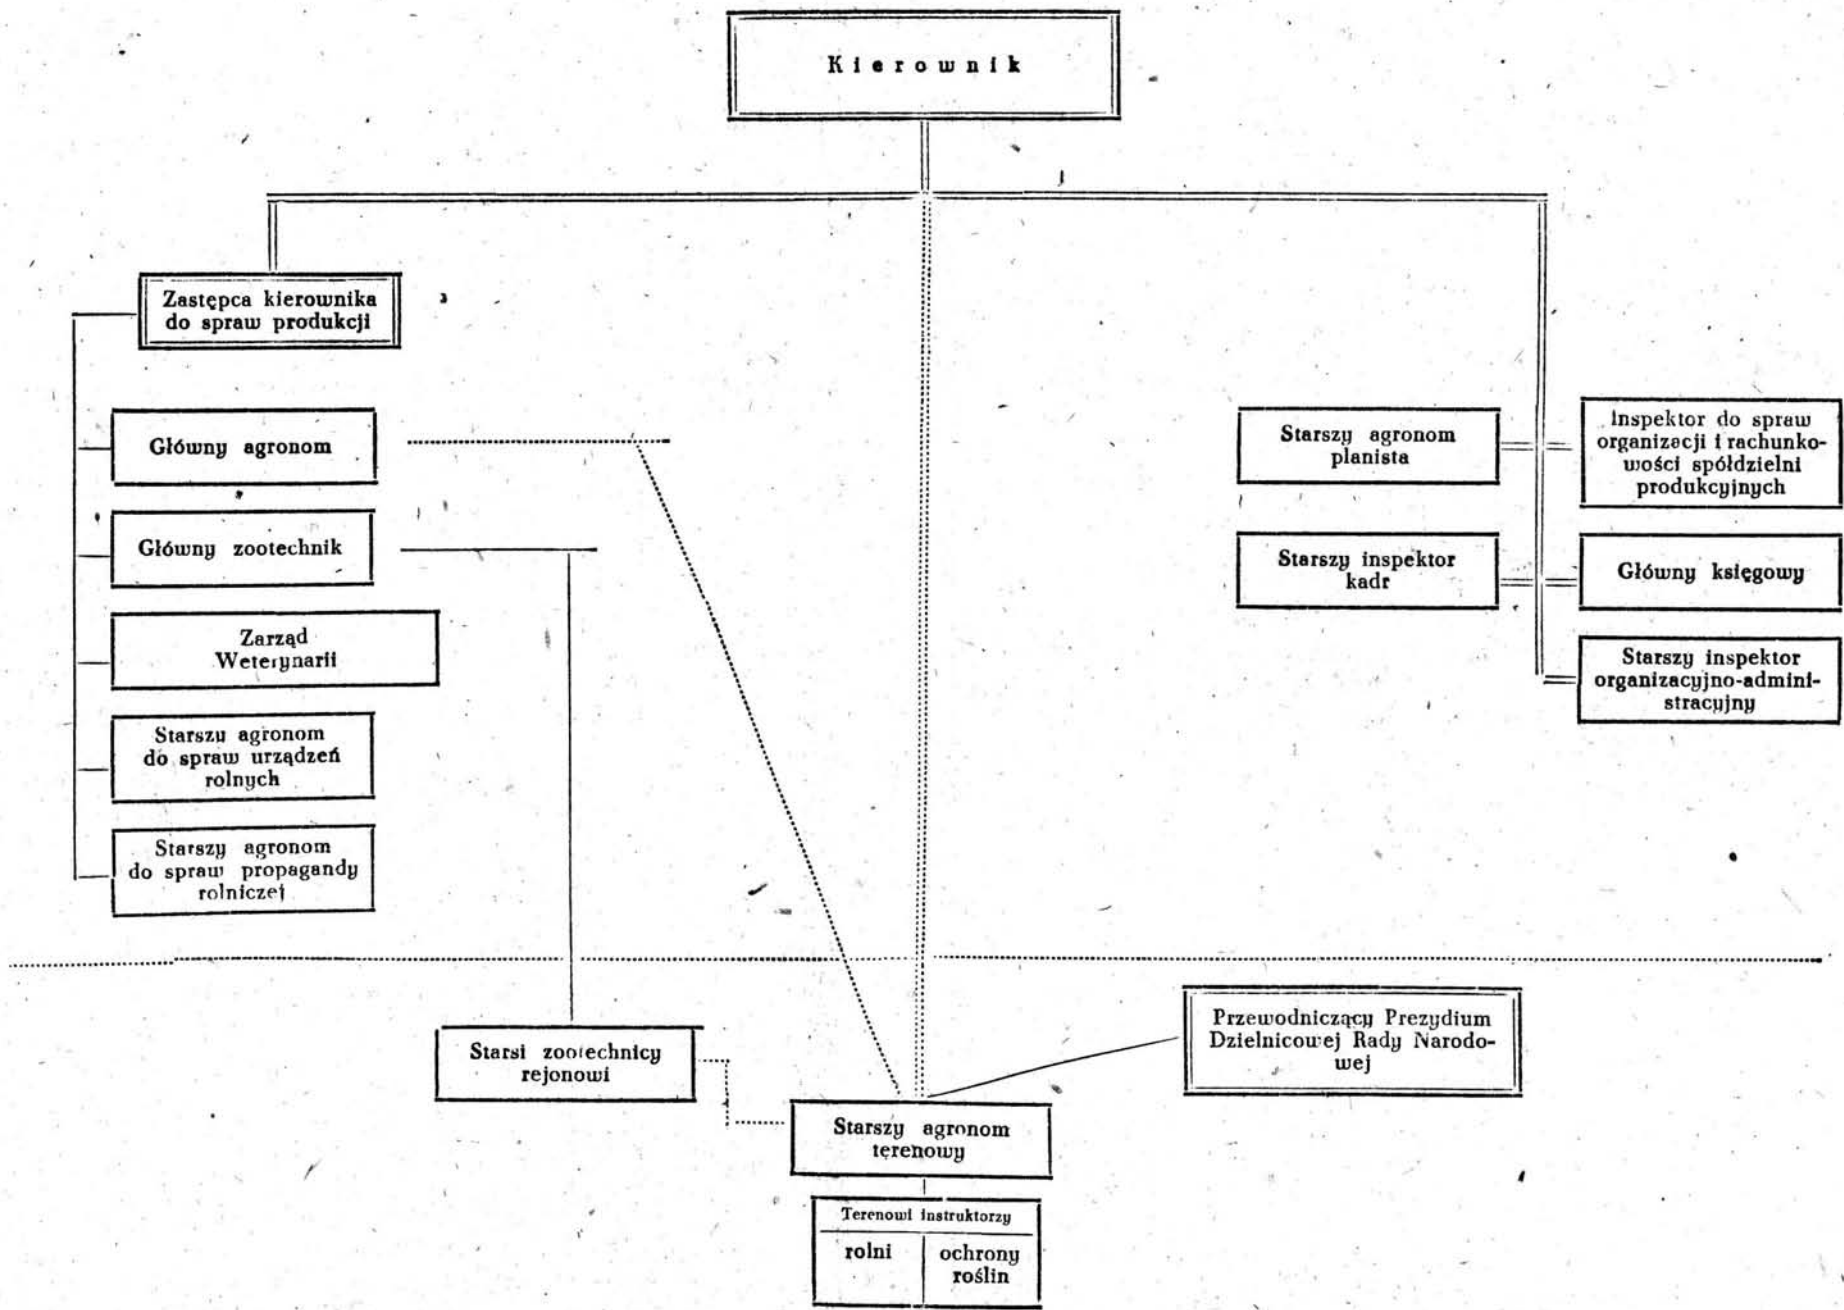 Kierownik
Zastępca kierownika
do spraw produkcji
Główny agronom
Główny zootechnik
Zarząd
Weterynarii
Starszy agronom
do spraw urządzeń
rolnych
Starszy agronom
do spraw propagandy
rolniczej
Starszy agronom
planista
Starszy inspektor
kadr
Inspektor do spraw
organizacji i rachunko-
wości spółdzielni
produkcyjnych
Główny księgowy
Starszy inspektor
organizacyjno-admini-
stracyjny
Starsi zootechnicy
rejonowi
Przewodniczący Prezydium
Dzielnicowej Rady Narodo-
wej
Starszy agronom
terenowy
Terenowi instruktorzy
rolni
ochrony
roślin